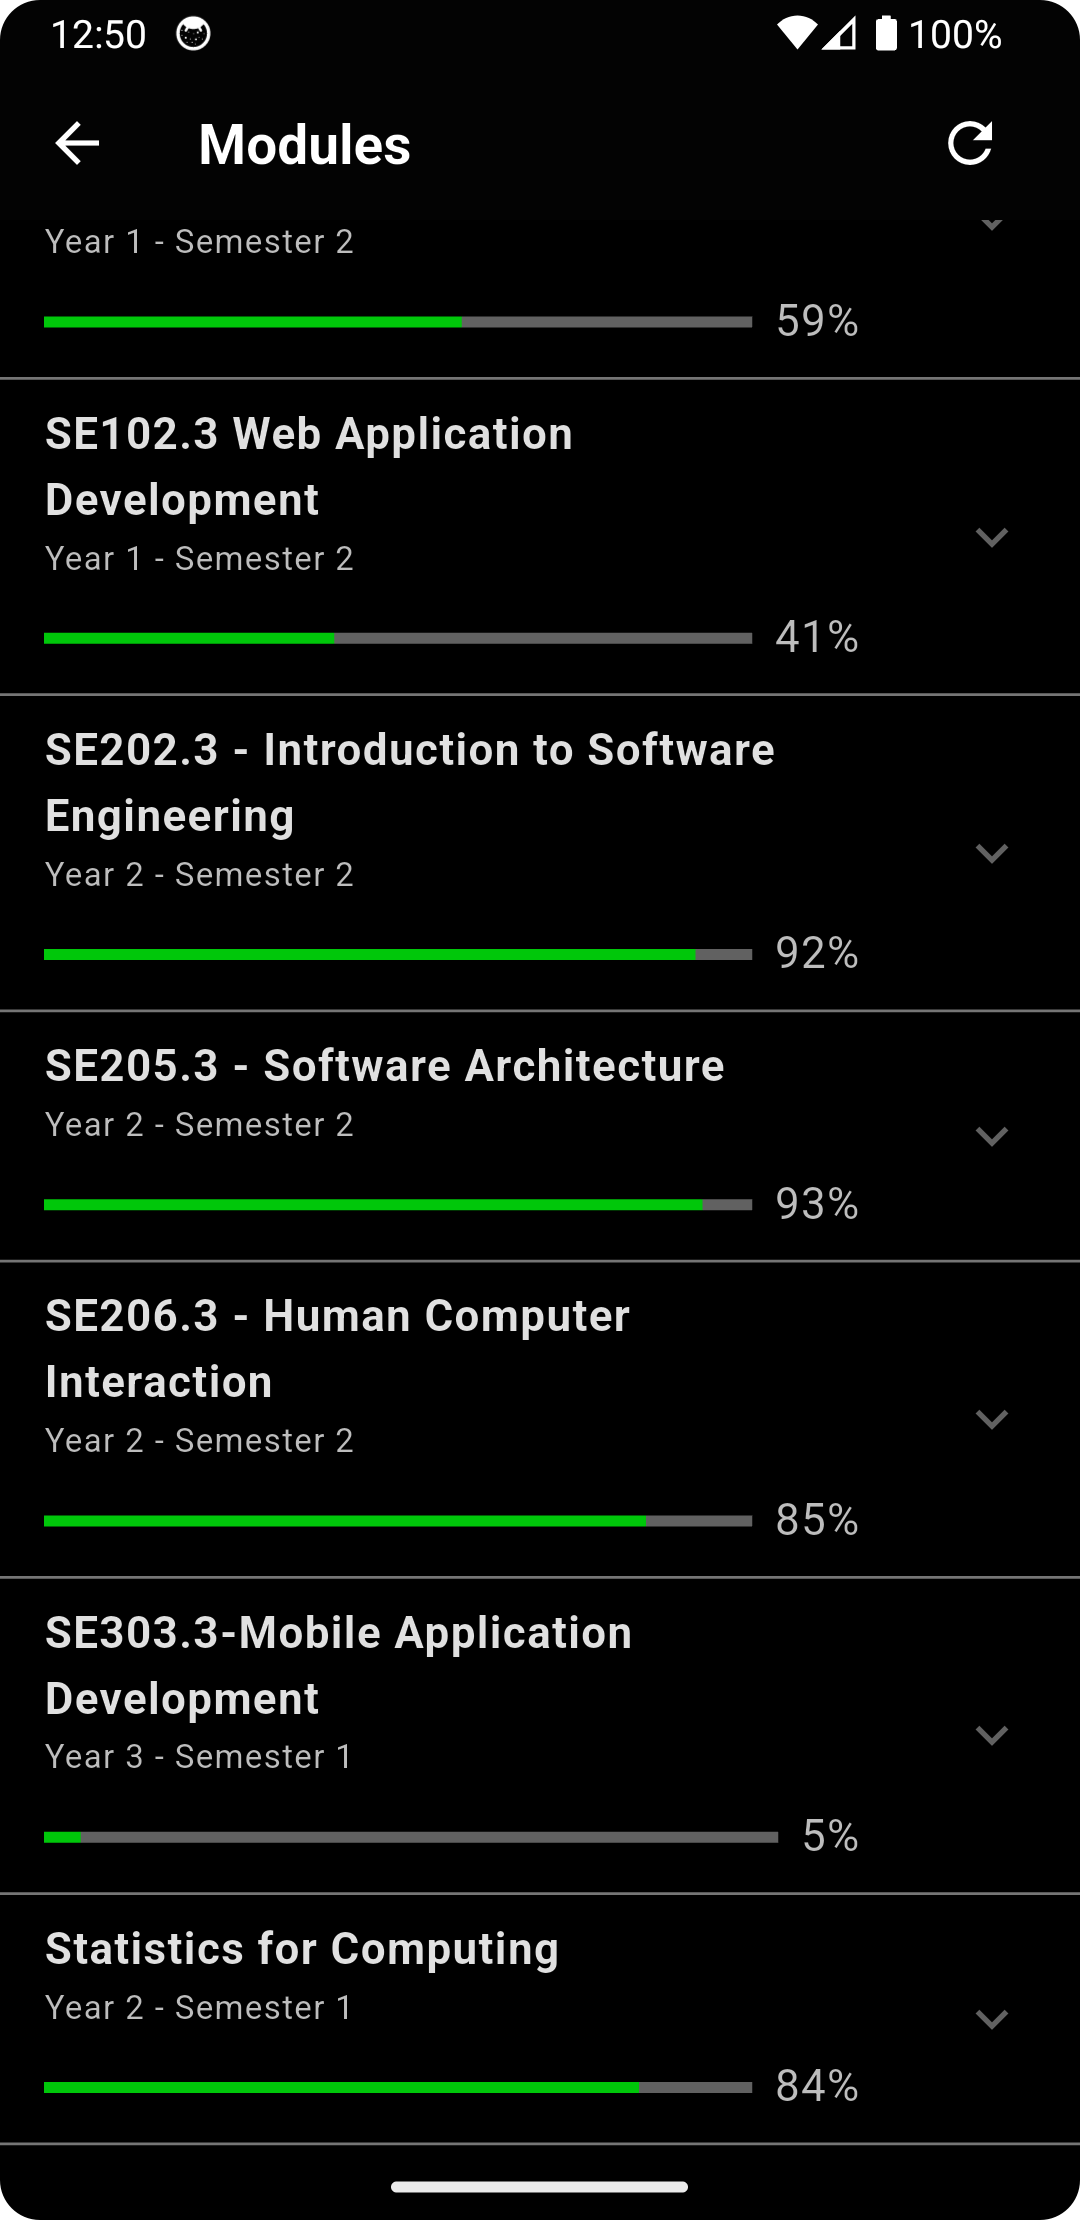 12:50
100%
Modules
Year 1 - Semester 2
59%
SE102.3 Web Application
Development
Year 1 - Semester 2
41%
SE202.3 - Introduction to Software
Engineering
Year 2 - Semester 2
92%
SE205.3 - Software Architecture
Year 2 - Semester 2
93%
SE206.3 - Human Computer
Interaction
Year 2 - Semester 2
85%
SE303.3-Mobile Application
Development
Year 3 - Semester 1
5%
Statistics for Computing
Year 2 - Semester 1
84%